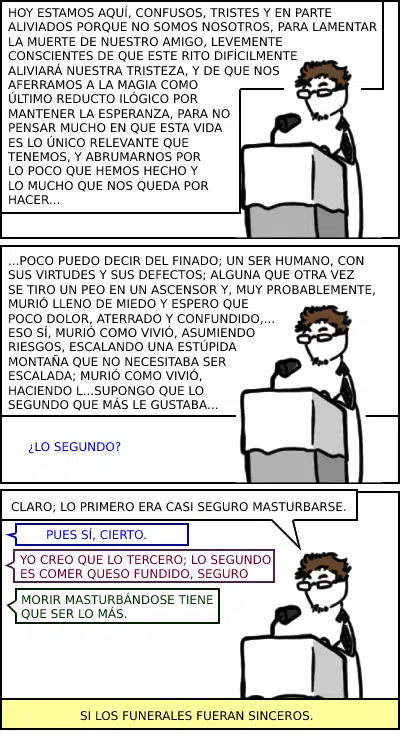 HOY ESTAMOS AQUÍ, CONFUSOS, TRISTES Y EN PARTE
ALIVIADOS PORQUE NO SOMOS NOSOTROS, PARA LAMENTAR
LA MUERTE DE NUESTRO AMIGO, LEVEMENTE
CONSCIENTES DE QUE ESTE RITO DIFÍCILMENTE
ALIVIARÁ NUESTRA TRISTEZA, Y DE QUE NOS
AFERRAMOS A LA MAGIA COMO
ÚLTIMO REDUCTO ILÓGICO POR
MANTENER LA ESPERANZA, PARA NO
PENSAR MUCHO EN QUE ESTA VIDA
ES LO ÚNICO RELEVANTE QUE
TENEMOS, Y ABRUMARNOS POR
LO POCO QUE HEMOS HECHO Y
LO MUCHO QUE NOS QUEDA POR
HACER...
...POCO PUEDO DECIR DEL FINADO; UN SER HUMANO, CON
SUS VIRTUDES Y SUS DEFECTOS; ALGUNA QUE OTRA VEZ
SE TIRO UN PEO EN UN ASCENSOR Y, MUY PROBABLEMENTE,
MURIÓ LLENO DE MIEDO Y ESPERO QUE
POCO DOLOR, ATERRADO Y CONFUNDIDO,...
ESO SÍ, MURIÓ COMO VIVIÓ, ASUMIENDO
RIESGOS, ESCALANDO UNA ESTÚPIDA
MONTAÑA QUE NO NECESITABA SER
ESCALADA; MURIÓ COMO VIVIÓ,
HACIENDO L...SUPONGO QUE LO
SEGUNDO QUE MÁS LE GUSTABA...
¿LO SEGUNDO?
CLARO; LO PRIMERO ERA CASI SEGURO MASTURBARSE.
PUES SÍ, CIERTO.
YO CREO QUE LO TERCERO; LO SEGUNDO
ES COMER QUESO FUNDIDO, SEGURO
MORIR MASTURBÁNDOSE TIENE
QUE SER LO MÁS.
SI LOS FUNERALES FUERAN SINCEROS.